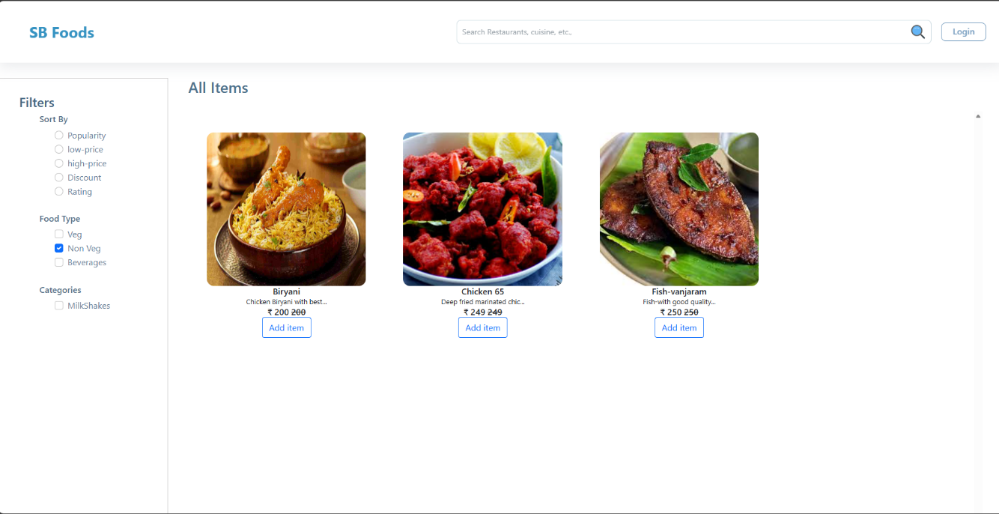 SB Foods
Search Restaurants, cuisine, etc.,
Login
Filters
Sort By
Popularity
low-price
high-price
Discount
Rating
Food Type
Veg
Non Veg
Beverages
Categories
MilkShakes
All Items
Biryani
Chicken Biryani with best...
₹ 200 200
Add item
Chicken 65
Deep fried marinated chic...
₹ 249 249
Add item
Fish-vanjaram
Fish-with good quality...
₹ 250 250
Add item